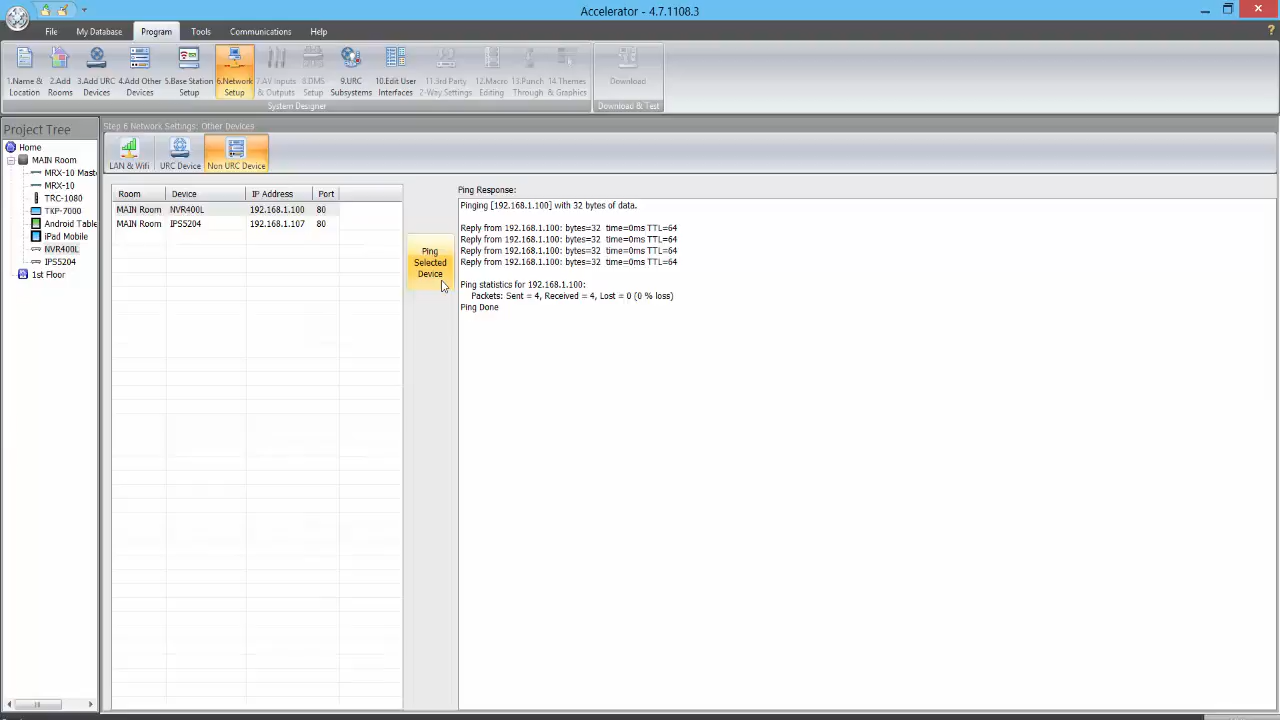 Accelerator - 4.7.1108.3
File My Database Program Tools Communications Help
1.Name & Location
2.Add Rooms
3.Add URC Devices
4.Add Other Devices
5.Base Station Setup
6.Network Setup
7.AV Inputs & Outputs
8.DMS Setup
9.URC Subsystems
10.Edit User Interfaces
11.3rd Party 2-Way Settings
12.Macro Editing
13.Punch Through
14.Themes & Graphics
Download
System Designer
Download & Test
Project Tree
Home
MAIN Room
MRX-10 Mast
MRX-10
TRC-1080
TKP-7000
Android Table
iPad Mobile
NVR400L
IPS5204
1st Floor
Step 6 Network Settings: Other Devices
LAN & Wifi
URC Device
Non URC Device
Room Device IP Address Port
MAIN Room NVR400L 192.168.1.100 80
MAIN Room IPS5204 192.168.1.107 80
Ping
Selected
Device
Ping Response:
Pinging [192.168.1.100] with 32 bytes of data.
Reply from 192.168.1.100: bytes=32 time=0ms TTL=64
Reply from 192.168.1.100: bytes=32 time=0ms TTL=64
Reply from 192.168.1.100: bytes=32 time=0ms TTL=64
Reply from 192.168.1.100: bytes=32 time=0ms TTL=64
Ping statistics for 192.168.1.100:
Packets: Sent = 4, Received = 4, Lost = 0 (0 % loss)
Ping Done